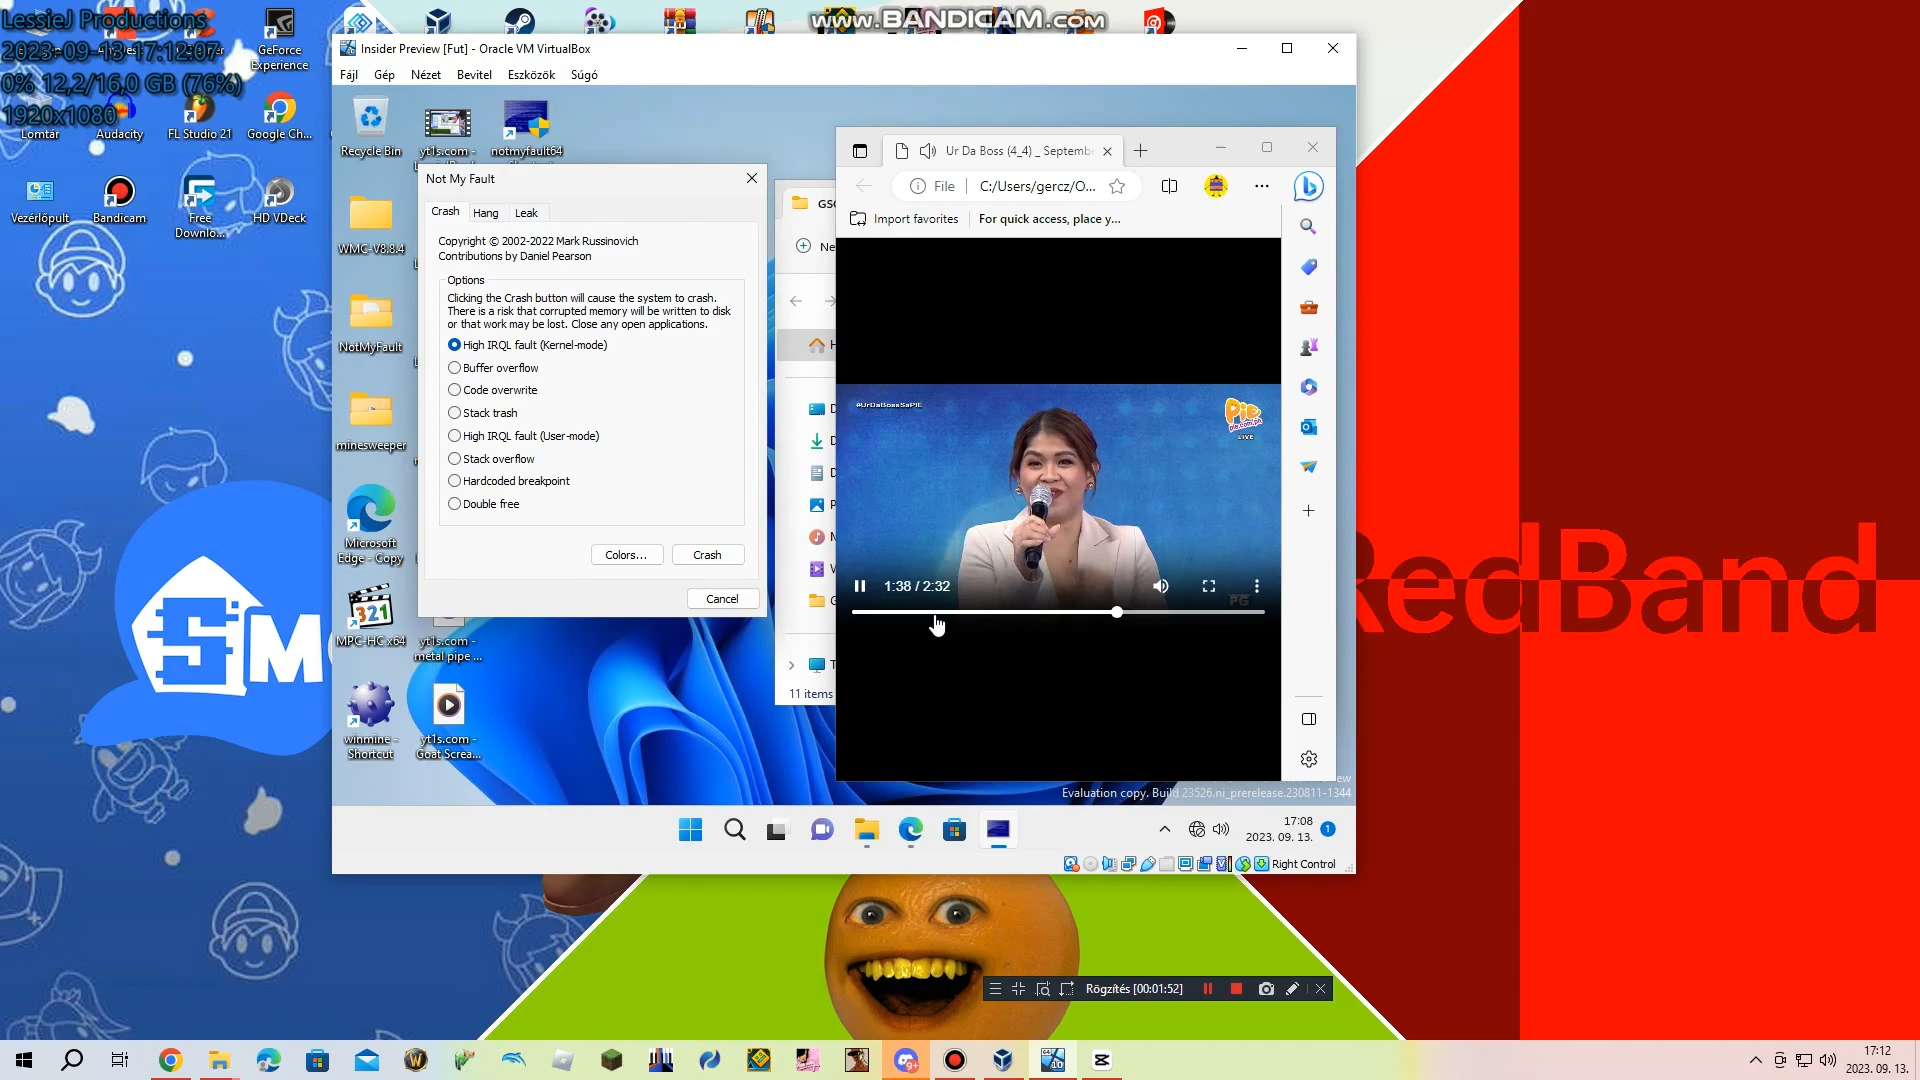 LessieJ Productions
2023-09-13 17:12:07
0% 12,2/16,0 GB (76%)
1920x1080
www.BANDICAM.com
GeForce
Experience
Lomtár
Audacity
FL Studio 21
Google Ch...
Vezérlőpult
Bandicam
Free
Downlo...
HD VDeck
Insider Preview [Fut] - Oracle VM VirtualBox
Fájl
Gép
Nézet
Bevitel
Eszközök
Súgó
Recycle Bin
yt1s.com -
notmyfault64
WMC-V8.8.4
NotMyFault
minesweeper
Microsoft
Edge - Copy
MPC-HC x64
yt1s.com -
metal pipe ...
winmine -
Shortcut
yt1s.com -
Goat Screa...
Not My Fault
Crash
Hang
Leak
Copyright © 2002-2022 Mark Russinovich
Contributions by Daniel Pearson
Options
Clicking the Crash button will cause the system to crash.
There is a risk that corrupted memory will be written to disk
or that work may be lost. Close any open applications.
High IRQL fault (Kernel-mode)
Buffer overflow
Code overwrite
Stack trash
High IRQL fault (User-mode)
Stack overflow
Hardcoded breakpoint
Double free
Colors...
Crash
Cancel
11 items
Ur Da Boss (4_4) _ Septembe
File
C:/Users/gercz/O...
Import favorites
For quick access, place y...
#UrDaBossSaPIE
Pie
pie.com.ph
LIVE
1:38 / 2:32
PG
Evaluation copy. Build 23526.ni_prerelease.230811-1344
17:08
2023. 09. 13.
1
Right Control
SM
RedBand
Rögzítés [00:01:52]
9+
17:12
2023. 09. 13.